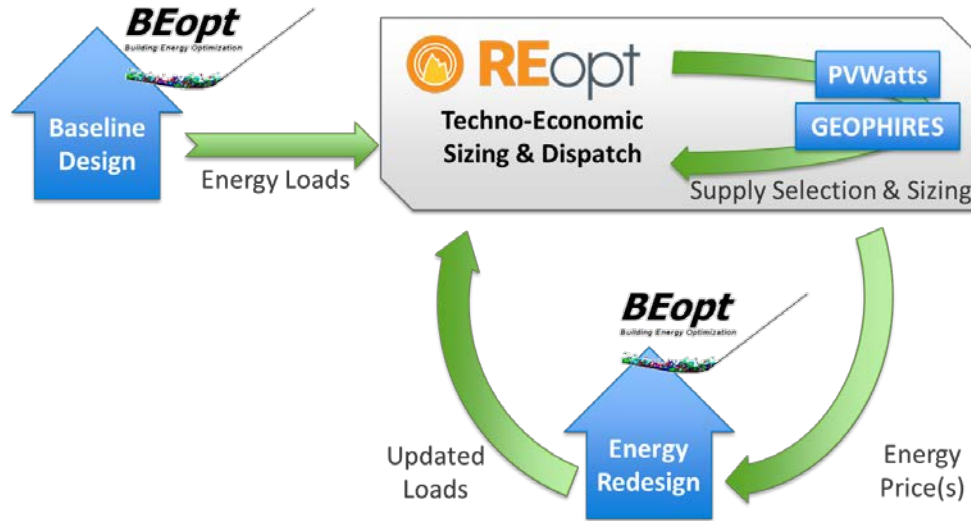 BEopt
Building Energy Optimization
Baseline
Design
Energy Loads
REopt
Techno-Economic
Sizing & Dispatch
PVWatts
GEOPHIRES
Supply Selection & Sizing
BEopt
Building Energy Optimization
Updated
Loads
Energy
Redesign
Energy
Price(s)